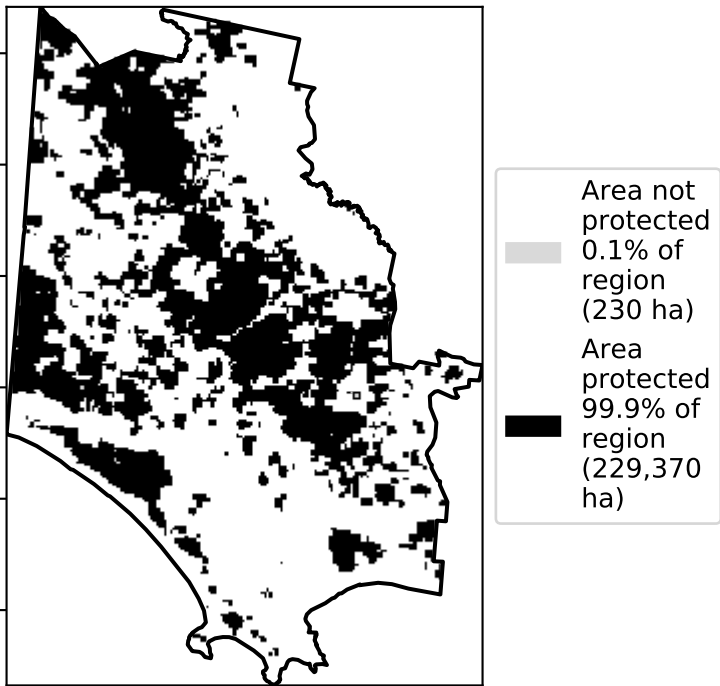 Area not
protected
0.1% of
region
(230 ha)
Area
protected
99.9% of
region
(229,370
ha)